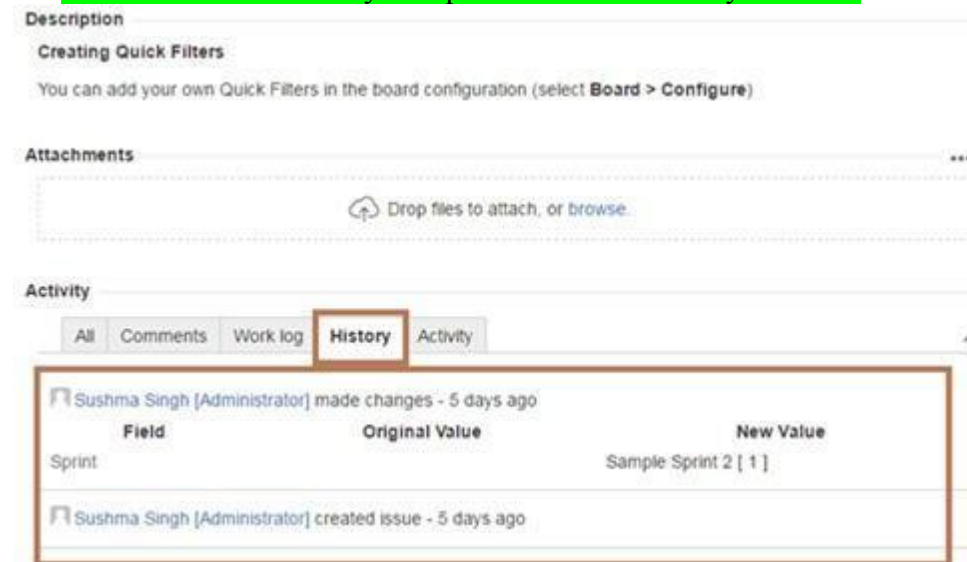 Description
Creating Quick Filters
You can add your own Quick Filters in the board configuration (select Board > Configure)
Attachments
Drop files to attach, or browse.
Activity
All Comments Work log History Activity
Sushma Singh [Administrator] made changes - 5 days ago
Field Original Value New Value
Sprint Sample Sprint 2 [ 1 ]
Sushma Singh [Administrator] created issue - 5 days ago